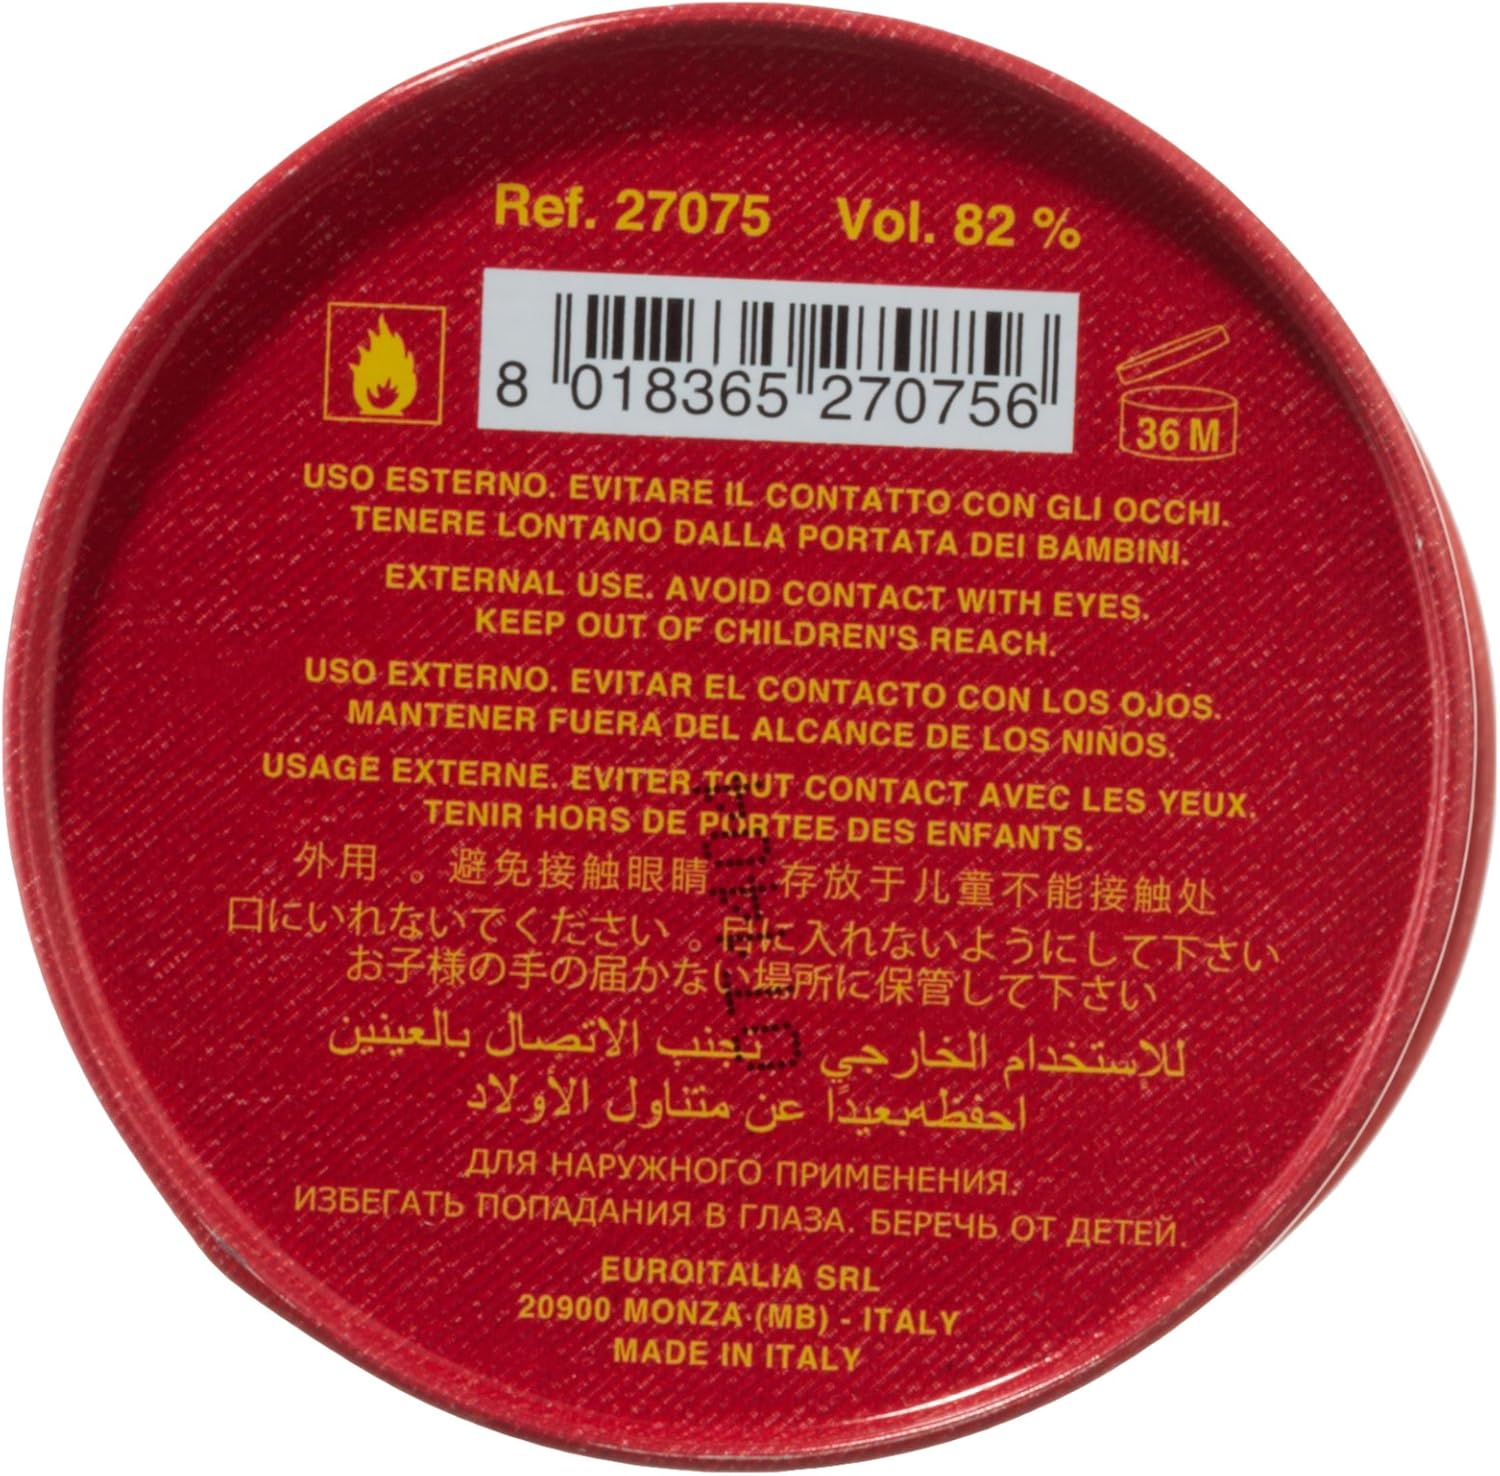 Ref. 27075 Vol. 82 %
8 018365 270756
36 M
USO ESTERNO. EVITARE IL CONTATTO CON GLI OCCHI.
TENERE LONTANO DALLA PORTATA DEI BAMBINI.
EXTERNAL USE. AVOID CONTACT WITH EYES.
KEEP OUT OF CHILDREN'S REACH.
USO EXTERNO. EVITAR EL CONTACTO CON LOS OJOS.
MANTENER FUERA DEL ALCANCE DE LOS NIÑOS.
USAGE EXTERNE. EVITER TOUT CONTACT AVEC LES YEUX.
TENIR HORS DE PORTEE DES ENFANTS.
外用 。避免接触眼睛 存放于儿童不能接触处
口にいれないでください 。目に入れないようにして下さい
お子様の手の届かない場所に保管して下さい
للاستخدام الخارجي تجنب الاتصال بالعينين
احفظهبعيدًا عن متناول الأولاد
ДЛЯ НАРУЖНОГО ПРИМЕНЕНИЯ.
ИЗБЕГАТЬ ПОПАДАНИЯ В ГЛАЗА. БЕРЕЧЬ ОТ ДЕТЕЙ.
EUROITALIA SRL
20900 MONZA (MB) - ITALY
MADE IN ITALY